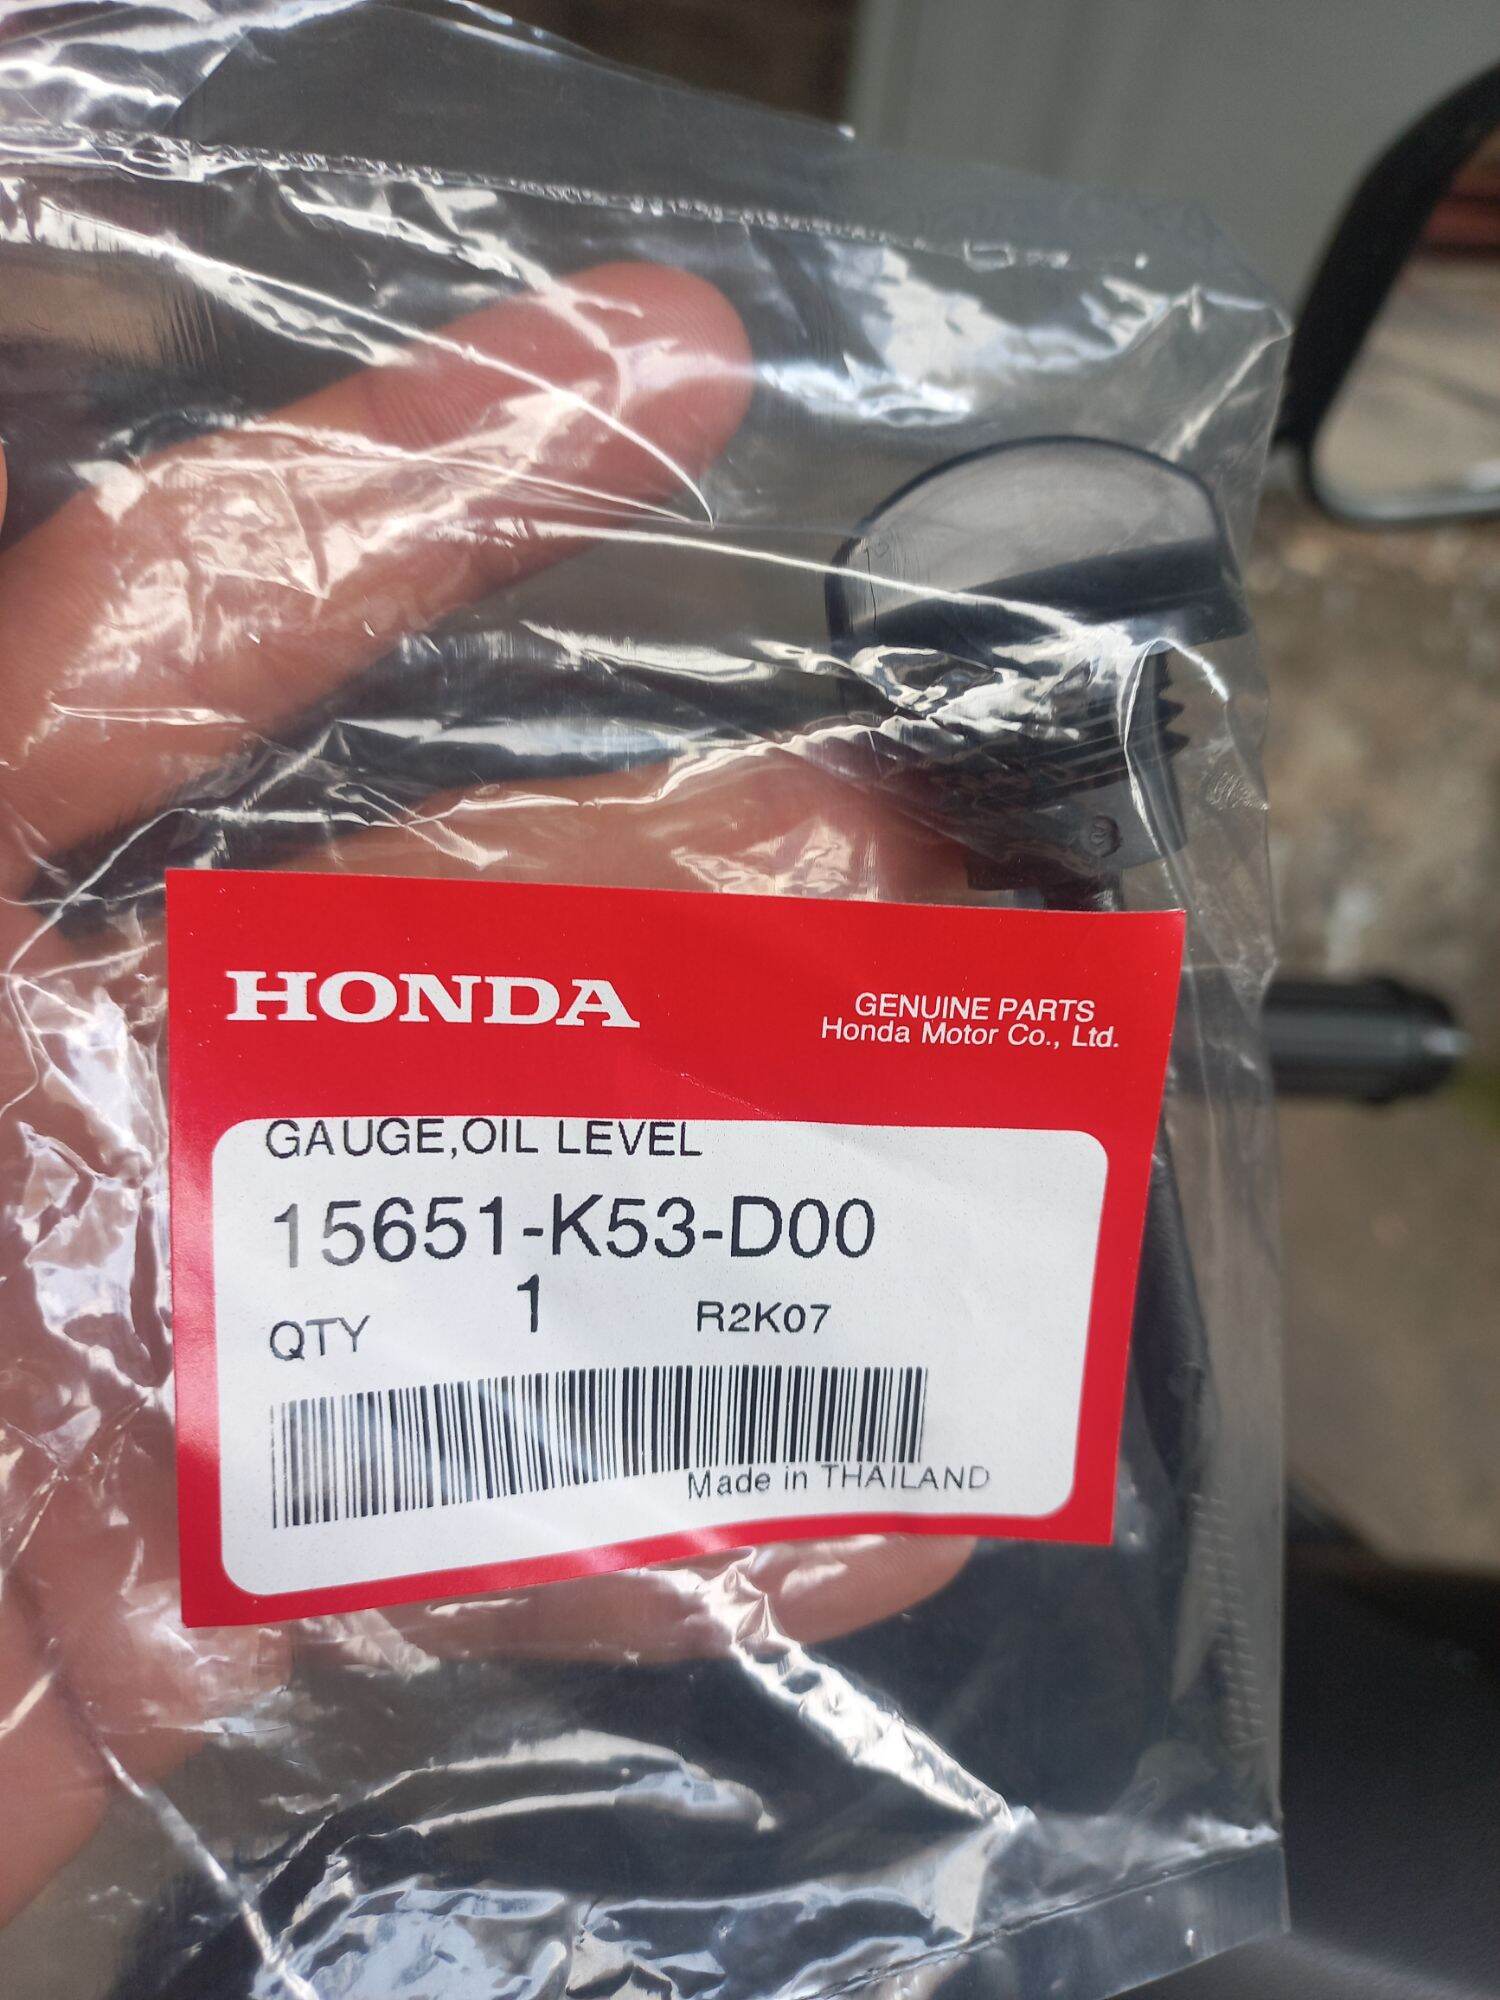 HONDA
GENUINE PARTS
Honda Motor Co., Ltd.
GAUGE,OIL LEVEL
15651-K53-D00
QTY 1 R2K07
Made in THAILAND